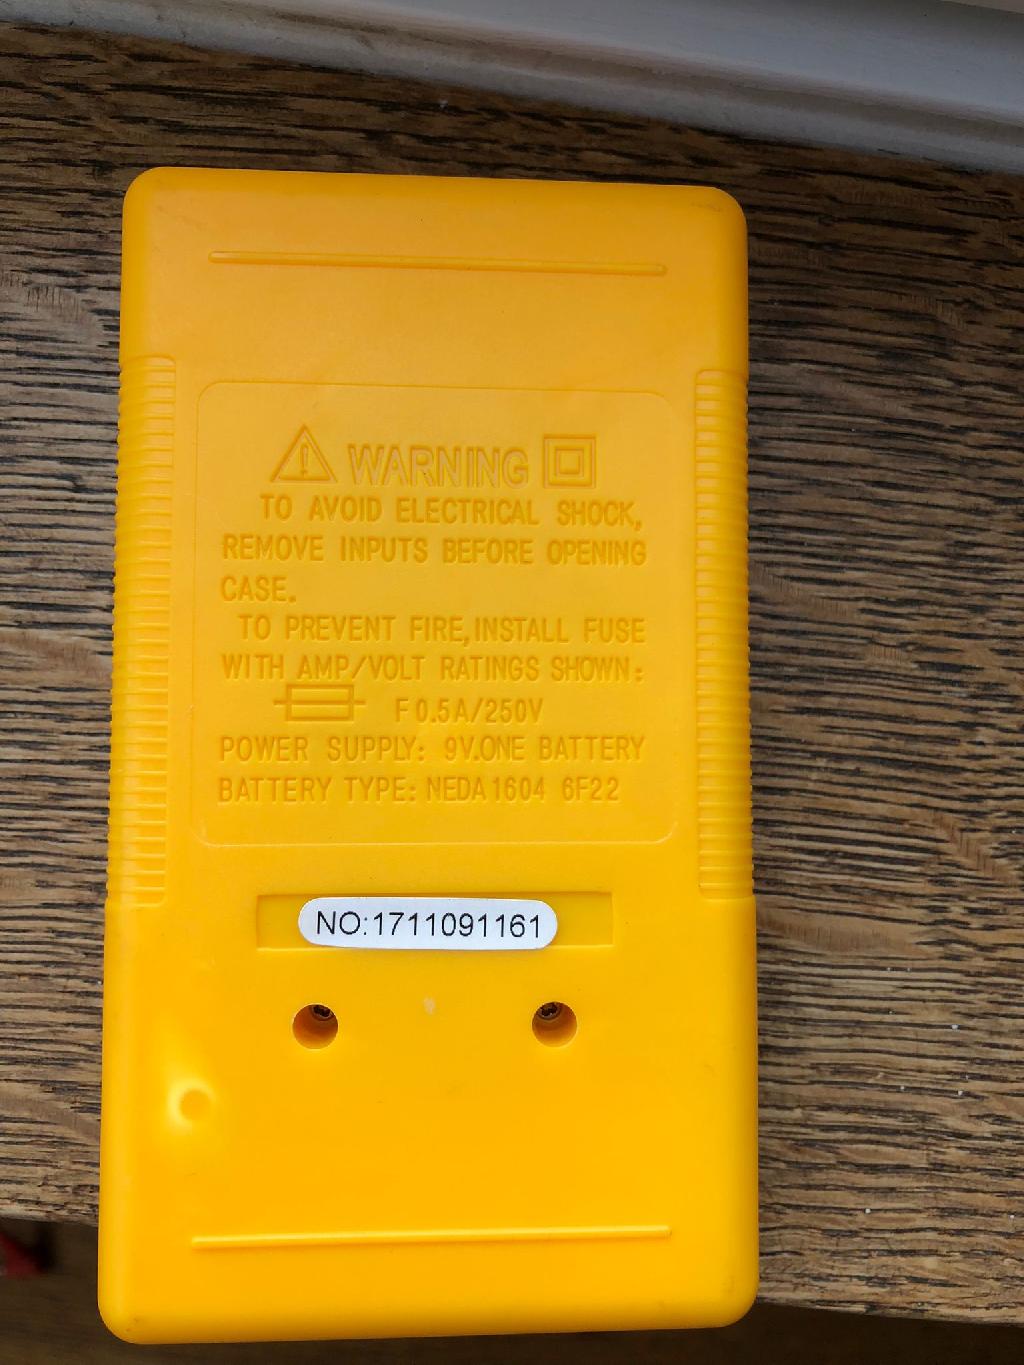 WARNING
TO AVOID ELECTRICAL SHOCK,
REMOVE INPUTS BEFORE OPENING
CASE.
TO PREVENT FIRE, INSTALL FUSE
WITH AMP/VOLT RATINGS SHOWN:
F 0.5A/250V
POWER SUPPLY: 9V.ONE BATTERY
BATTERY TYPE: NEDA 1604 6F22
NO:1711091161